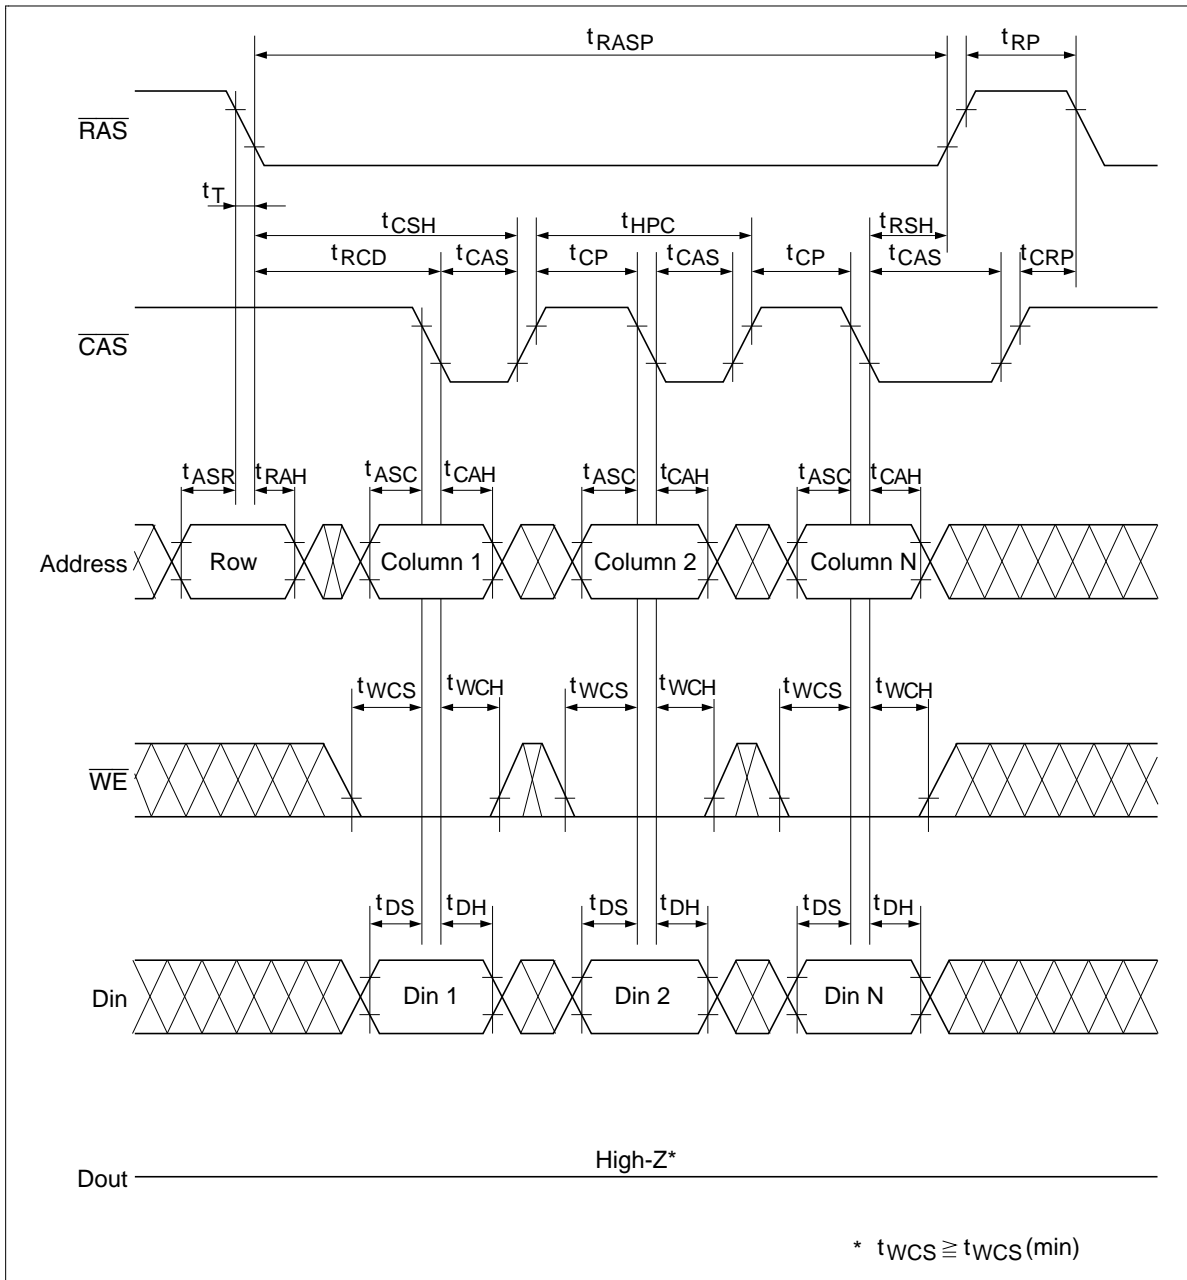 tRASP tRP
RAS
tT
tCSH tHPC tRSH
tRCD tCAS tCP tCAS tCP tCAS tCRP
CAS
tASR tRAH tASC tCAH tASC tCAH tASC tCAH
Address Row Column 1 Column 2 Column N
tWCS tWCH tWCS tWCH tWCS tWCH
WE
tDS tDH tDS tDH tDS tDH
Din Din 1 Din 2 Din N
High-Z*
Dout
* tWCS ≧ tWCS (min)